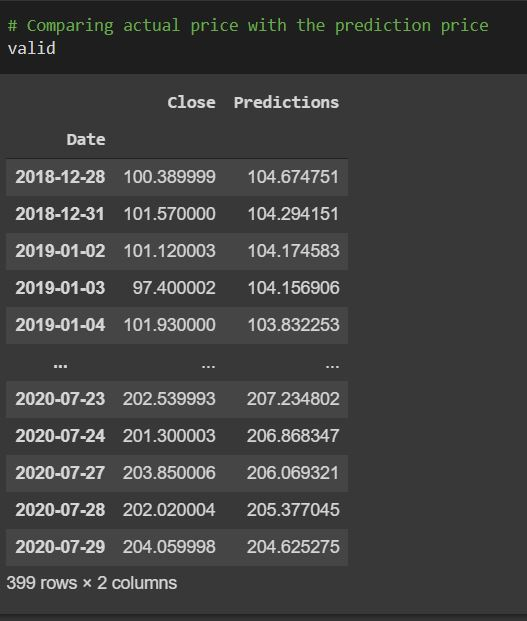 # Comparing actual price with the prediction price
valid
Close Predictions
Date
2018-12-28 100.389999 104.674751
2018-12-31 101.570000 104.294151
2019-01-02 101.120003 104.174583
2019-01-03 97.400002 104.156906
2019-01-04 101.930000 103.832253
... ... ...
2020-07-23 202.539993 207.234802
2020-07-24 201.300003 206.868347
2020-07-27 203.850006 206.069321
2020-07-28 202.020004 205.377045
2020-07-29 204.059998 204.625275
399 rows × 2 columns